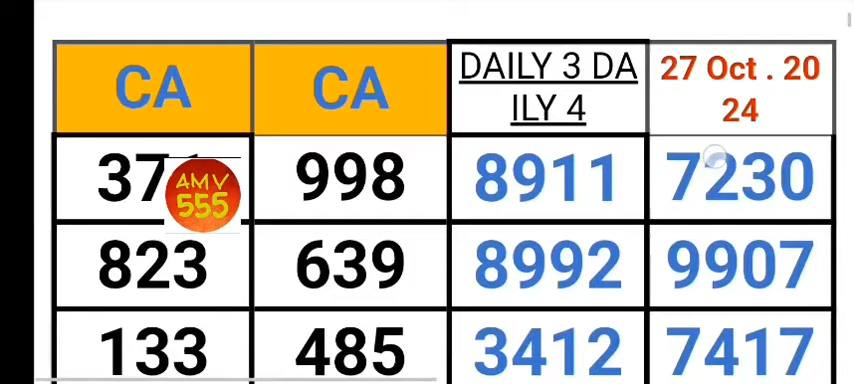 CA CA DAILY 3 DA 27 Oct . 20
ILY 4 24
998 8911 7230
AMV
555
823 639 8992 9907
133 485 3412 7417